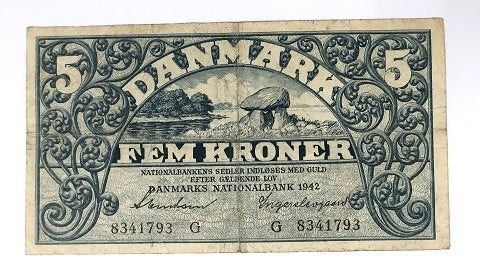 DANMARK
5 5
FEM KRONER
NATIONALBANKENS SEDLER INDLØSES MED GULD
EFTER GÆLDENDE LOV
DANMARKS NATIONALBANK 1942
8341793 G G 8341793